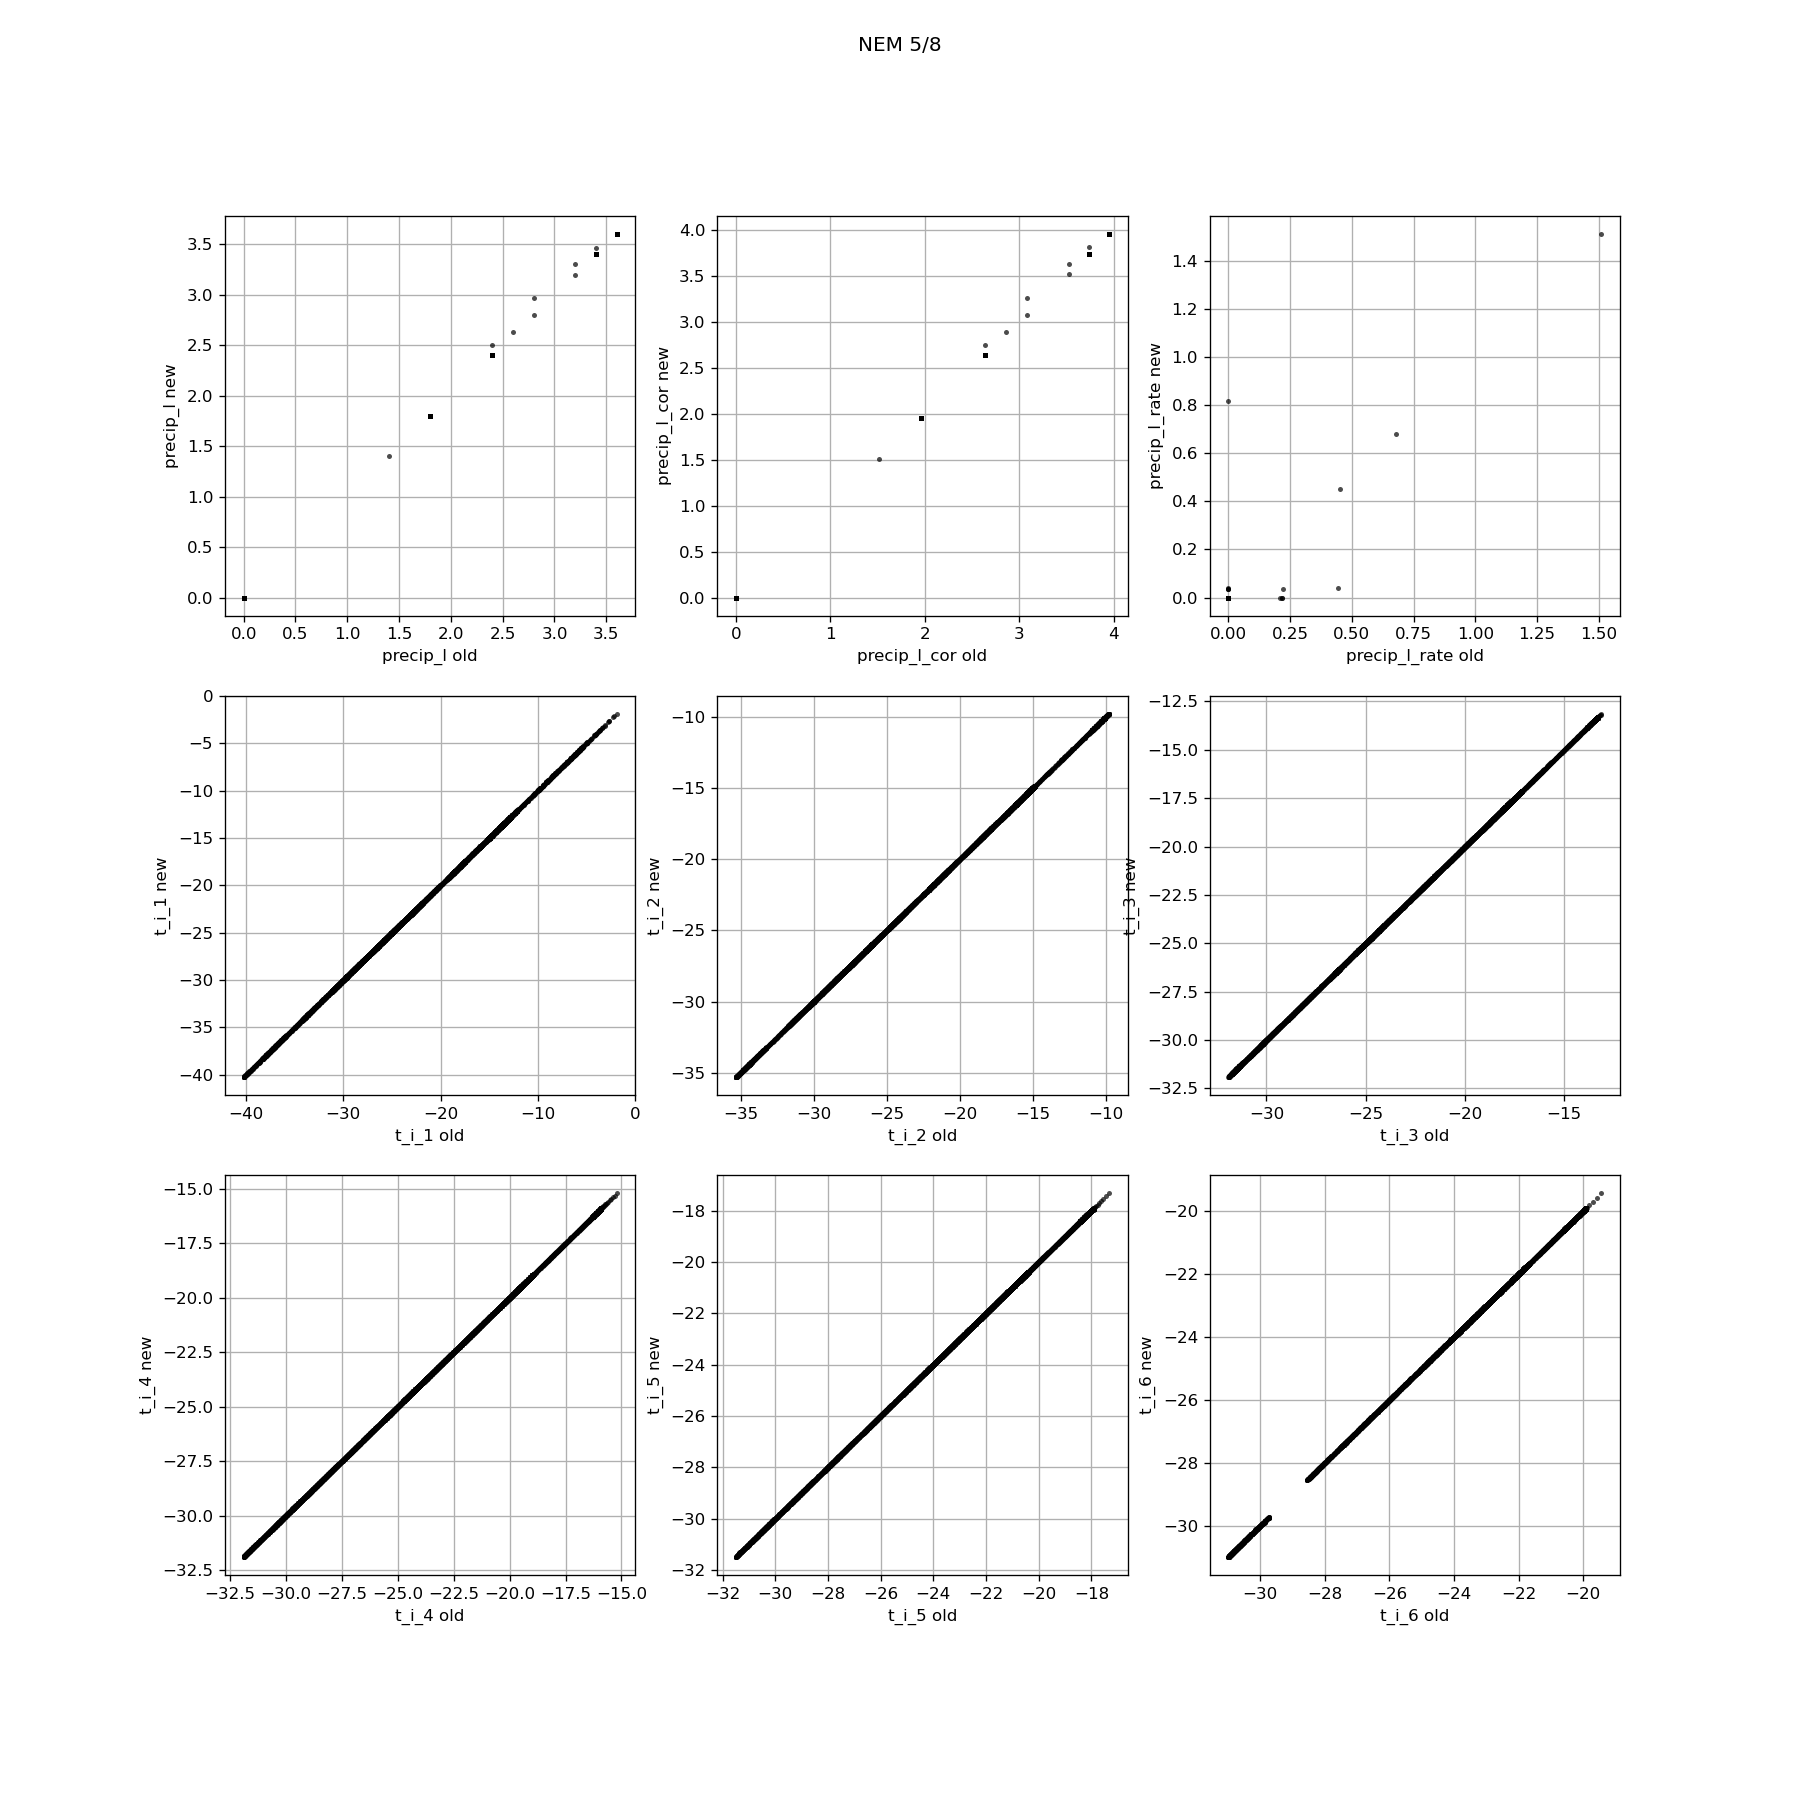 NEM 5/8
3.5
3.0
2.5
2.0
1.5
1.0
0.5
0.0
precip_l new
0.0 0.5 1.0 1.5 2.0 2.5 3.0 3.5
precip_l old
4.0
3.5
3.0
2.5
2.0
1.5
1.0
0.5
0.0
precip_l_cor new
0 1 2 3 4
precip_l_cor old
1.4
1.2
1.0
0.8
0.6
0.4
0.2
0.0
precip_l_rate new
0.00 0.25 0.50 0.75 1.00 1.25 1.50
precip_l_rate old
0
−5
−10
−15
−20
−25
−30
−35
−40
t_i_1 new
−40 −30 −20 −10 0
t_i_1 old
−10
−15
−20
−25
−30
−35
t_i_2 new
−35 −30 −25 −20 −15 −10
t_i_2 old
−12.5
−15.0
−17.5
−20.0
−22.5
−25.0
−27.5
−30.0
−32.5
t_i_3 new
−30 −25 −20 −15
t_i_3 old
−15.0
−17.5
−20.0
−22.5
−25.0
−27.5
−30.0
−32.5
t_i_4 new
−32.5 −30.0 −27.5 −25.0 −22.5 −20.0 −17.5 −15.0
t_i_4 old
−18
−20
−22
−24
−26
−28
−30
−32
t_i_5 new
−32 −30 −28 −26 −24 −22 −20 −18
t_i_5 old
−20
−22
−24
−26
−28
−30
t_i_6 new
−30 −28 −26 −24 −22 −20
t_i_6 old